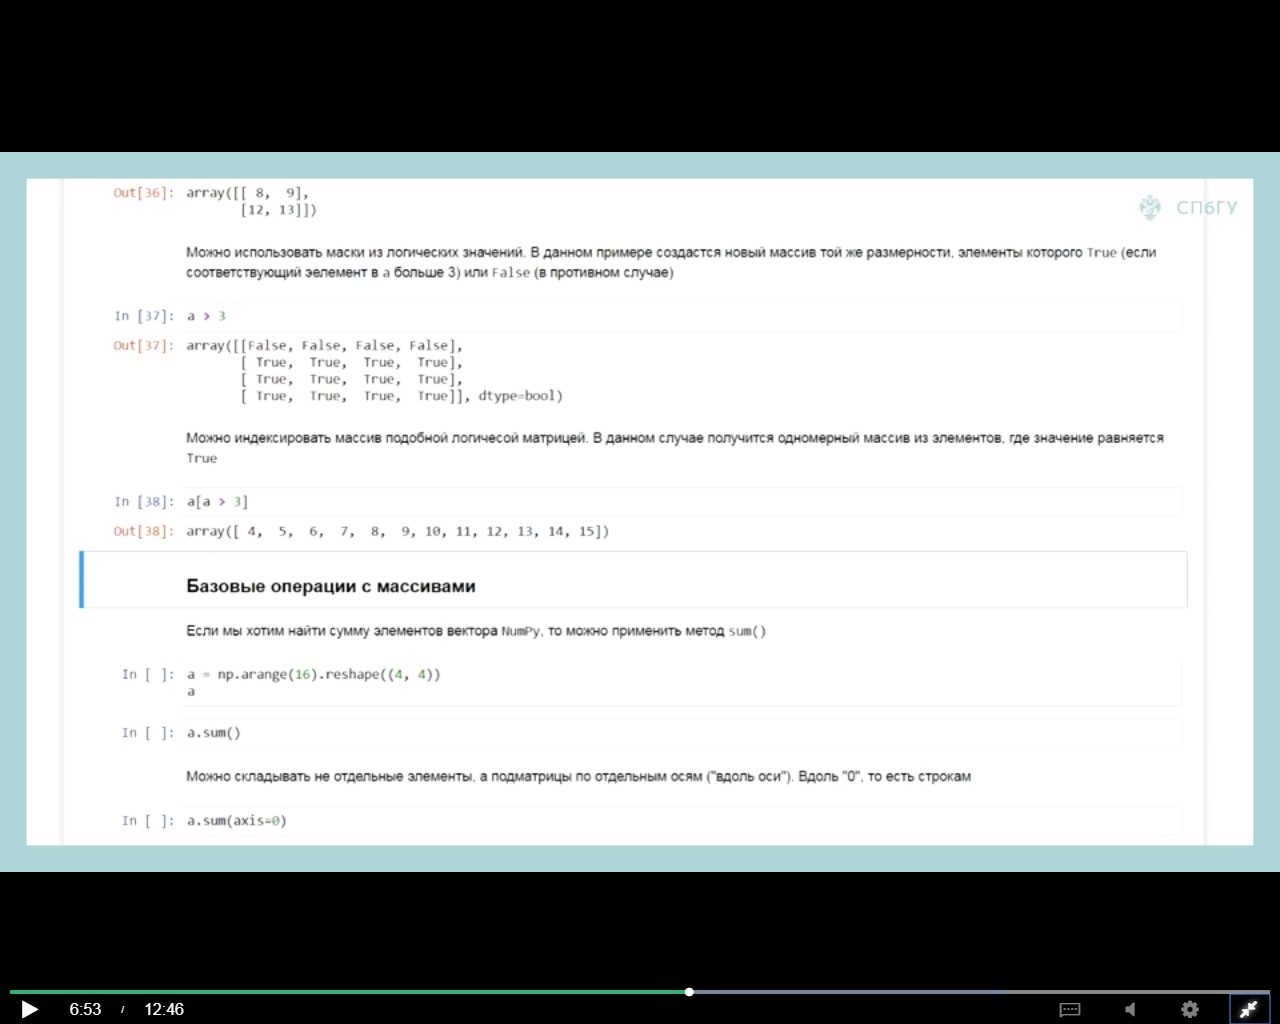 Out[36]: array([[ 8,  9],
[12, 13]])
СПбГУ
Можно использовать маски из логических значений. В данном примере создастся новый массив той же размерности, элементы которого True (если
соответствующий эелемент в a больше 3) или False (в противном случае)
In [37]: a > 3
Out[37]: array([[False, False, False, False],
[ True,  True,  True,  True],
[ True,  True,  True,  True],
[ True,  True,  True,  True]], dtype=bool)
Можно индексировать массив подобной логичесой матрицей. В данном случае получится одномерный массив из элементов, где значение равняется
True
In [38]: a[a > 3]
Out[38]: array([ 4,  5,  6,  7,  8,  9, 10, 11, 12, 13, 14, 15])
Базовые операции с массивами
Если мы хотим найти сумму элементов вектора NumPy, то можно применить метод sum()
In [ ]: a = np.arange(16).reshape((4, 4))
a
In [ ]: a.sum()
Можно складывать не отдельные элементы, а подматрицы по отдельным осям ("вдоль оси"). Вдоль "0", то есть строкам
In [ ]: a.sum(axis=0)
6:53 / 12:46